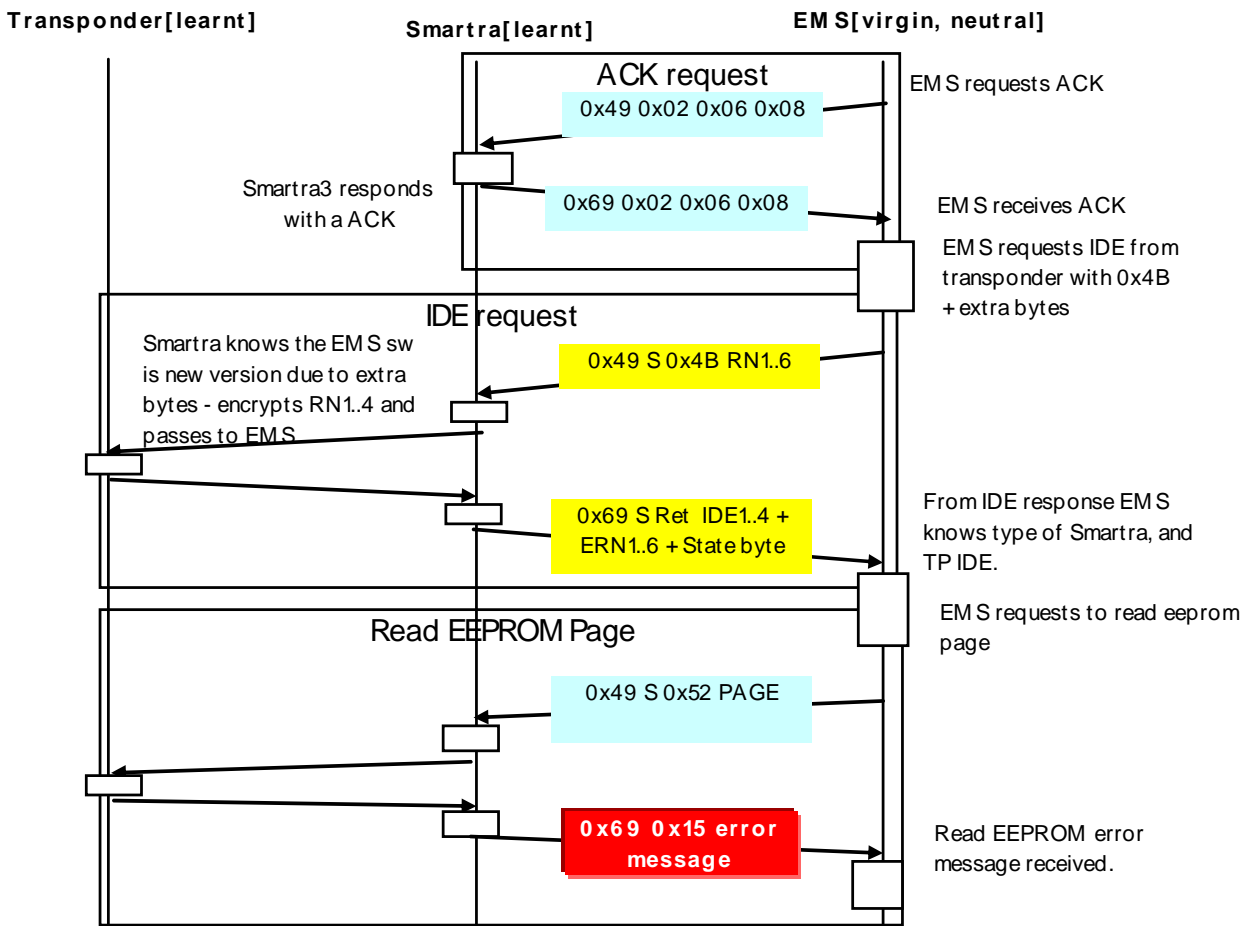 Transponder[learnt]
Smartra[learnt]
EMS[virgin, neutral]
ACK request
EMS requests ACK
0x49 0x02 0x06 0x08
Smartra3 responds
with a ACK
0x69 0x02 0x06 0x08
EMS receives ACK
EMS requests IDE from
transponder with 0x4B
+ extra bytes
IDE request
Smartra knows the EMS sw
is new version due to extra
bytes - encrypts RN1..4 and
passes to EMS
0x49 S 0x4B RN1..6
0x69 S Ret IDE1..4 +
ERN1..6 + State byte
From IDE response EMS
knows type of Smartra, and
TP IDE.
EMS requests to read eeprom
page
Read EEPROM Page
0x49 S 0x52 PAGE
0x69 0x15 error
message
Read EEPROM error
message received.